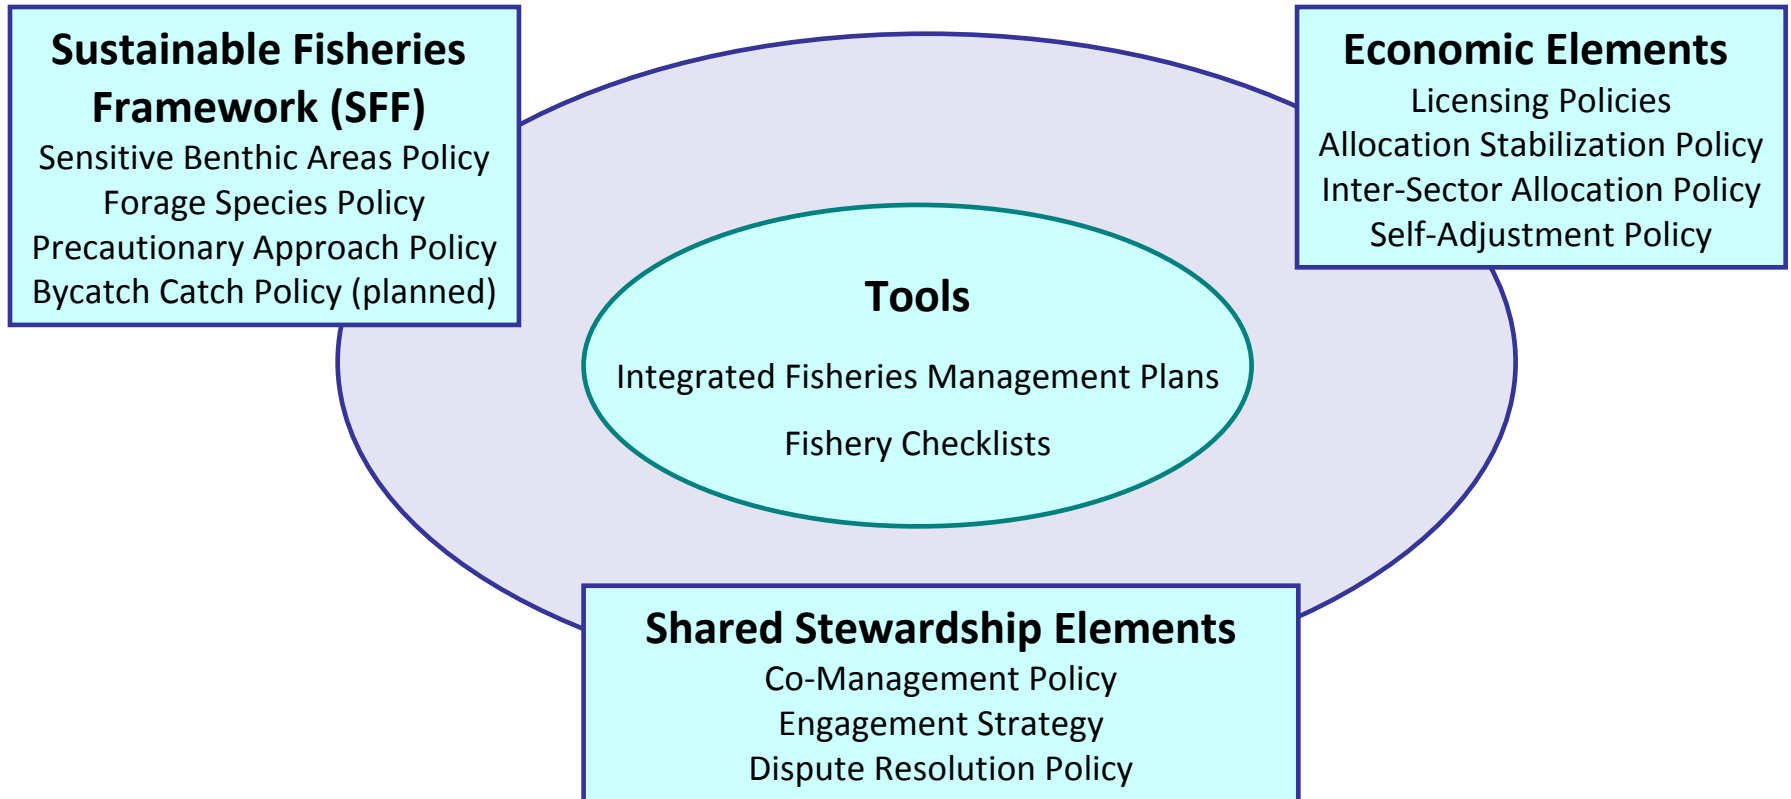 Sustainable Fisheries
Framework (SFF)
Sensitive Benthic Areas Policy
Forage Species Policy
Precautionary Approach Policy
Bycatch Catch Policy (planned)
Economic Elements
Licensing Policies
Allocation Stabilization Policy
Inter-Sector Allocation Policy
Self-Adjustment Policy
Tools
Integrated Fisheries Management Plans
Fishery Checklists
Shared Stewardship Elements
Co-Management Policy
Engagement Strategy
Dispute Resolution Policy